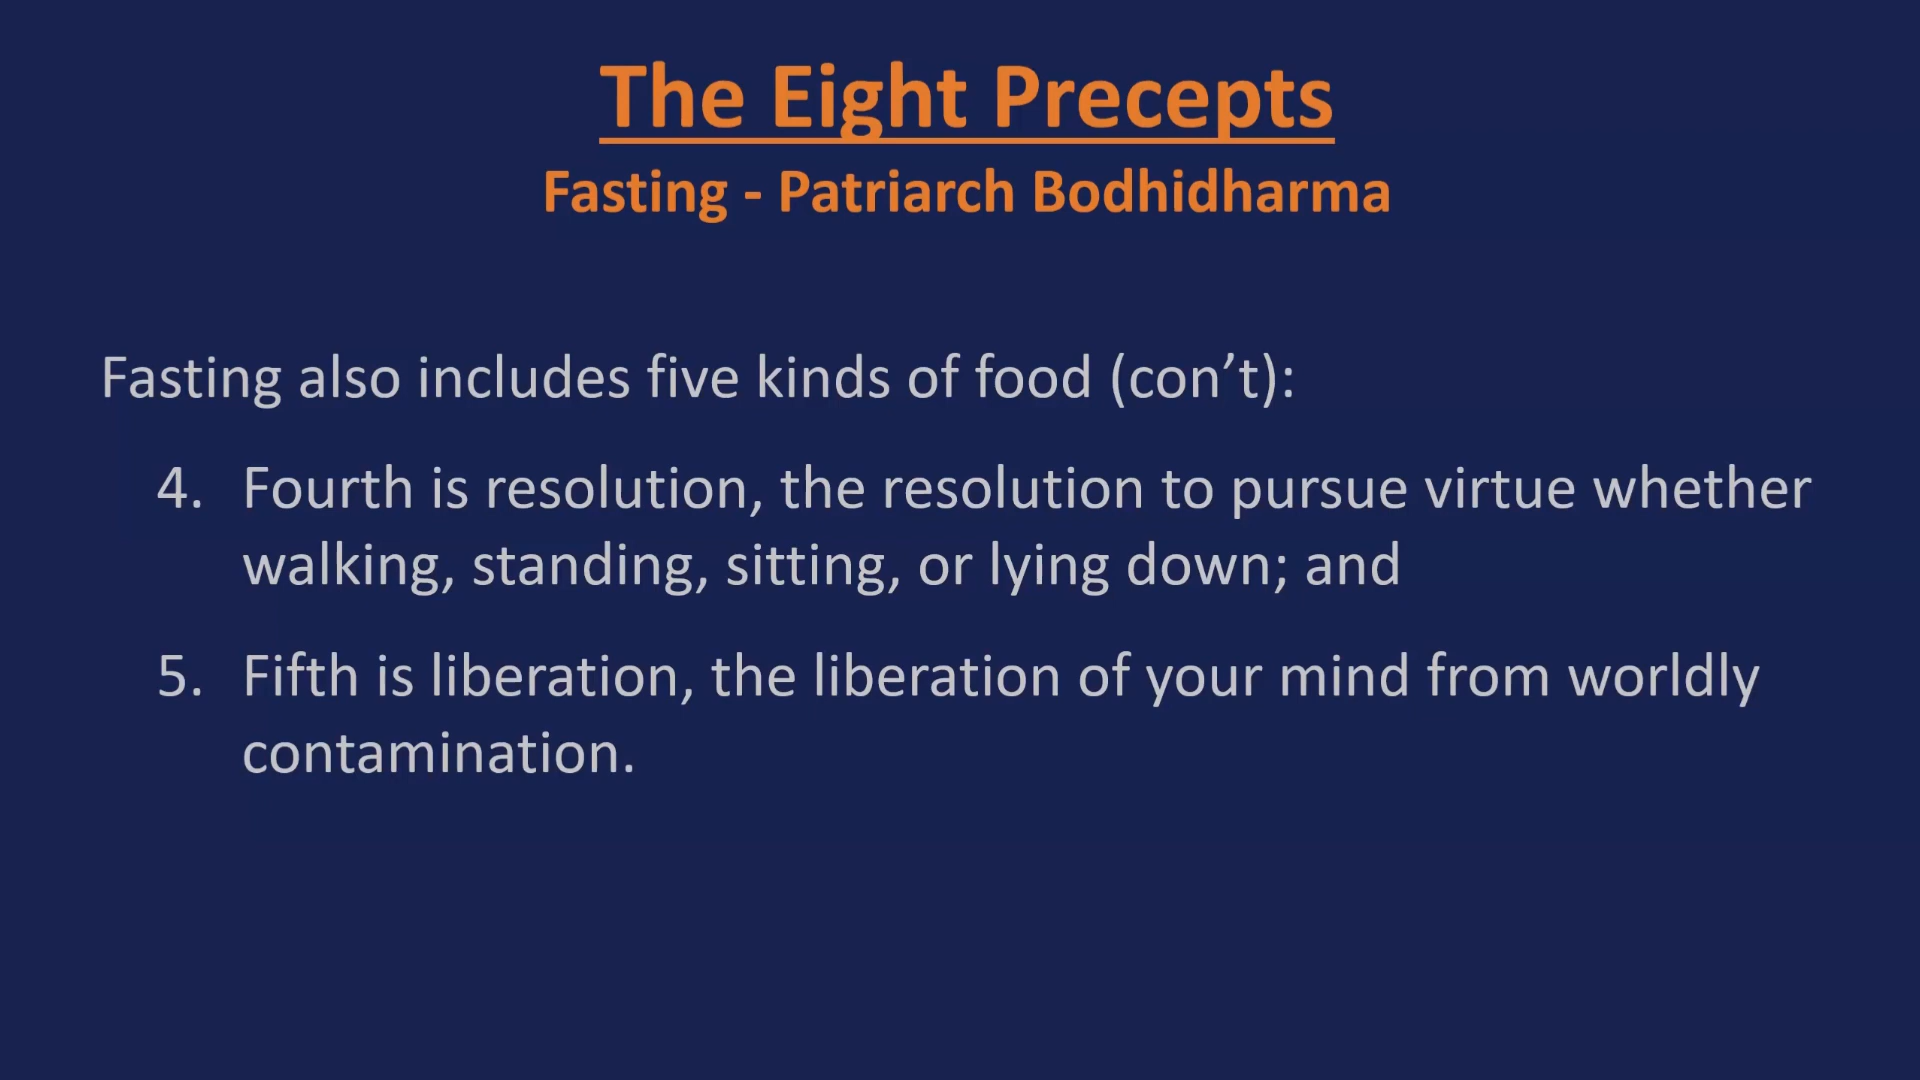 The Eight Precepts
Fasting - Patriarch Bodhidharma
Fasting also includes five kinds of food (con’t):
4. Fourth is resolution, the resolution to pursue virtue whether
walking, standing, sitting, or lying down; and
5. Fifth is liberation, the liberation of your mind from worldly
contamination.